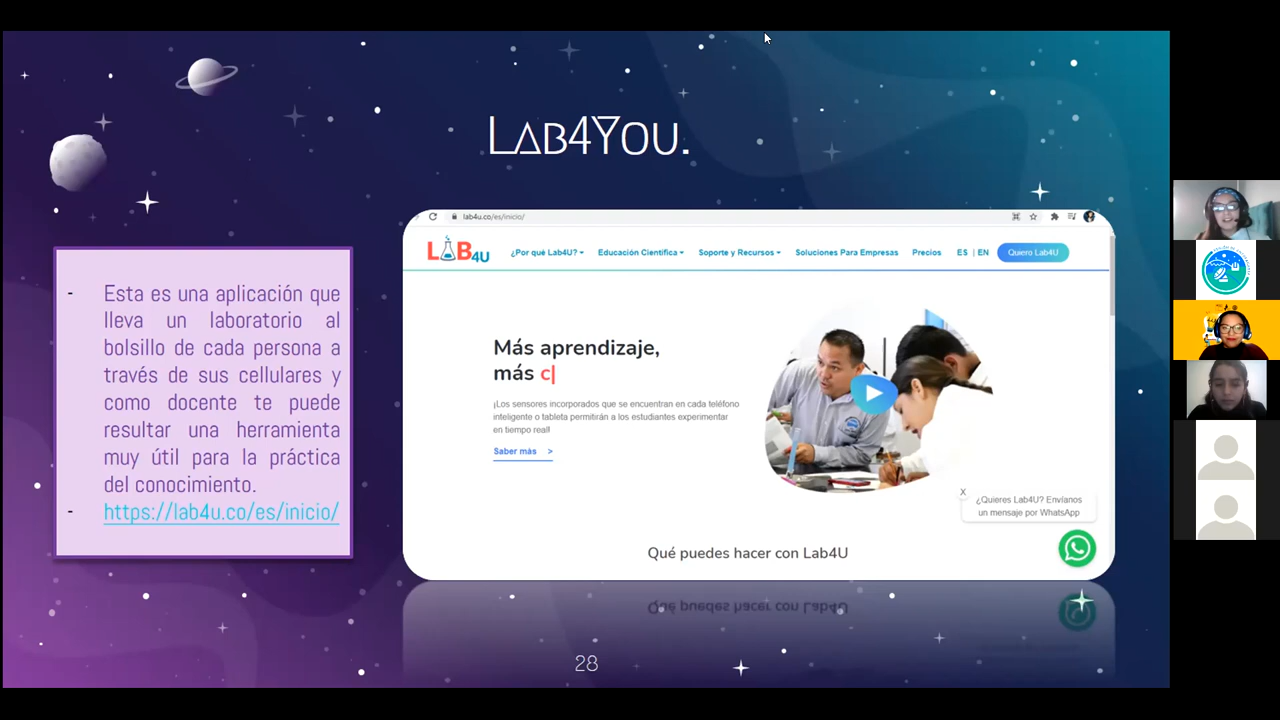 Lab4You.
- Esta es una aplicación que
lleva un laboratorio al
bolsillo de cada persona a
través de sus cellulares y
como docente te puede
resultar una herramienta
muy útil para la práctica
del conocimiento.
- https://lab4u.co/es/inicio/
lab4u.co/es/inicio/
LAB4U
¿Por qué Lab4U? Educación Científica Soporte y Recursos Soluciones Para Empresas Precios ES | EN Quiero Lab4U
Más aprendizaje,
más c|
¡Los sensores incorporados que se encuentran en cada teléfono
inteligente o tableta permitirán a los estudiantes experimentar
en tiempo real!
Saber más >
X
¿Quieres Lab4U? Envíanos
un mensaje por WhatsApp
Qué puedes hacer con Lab4U
28